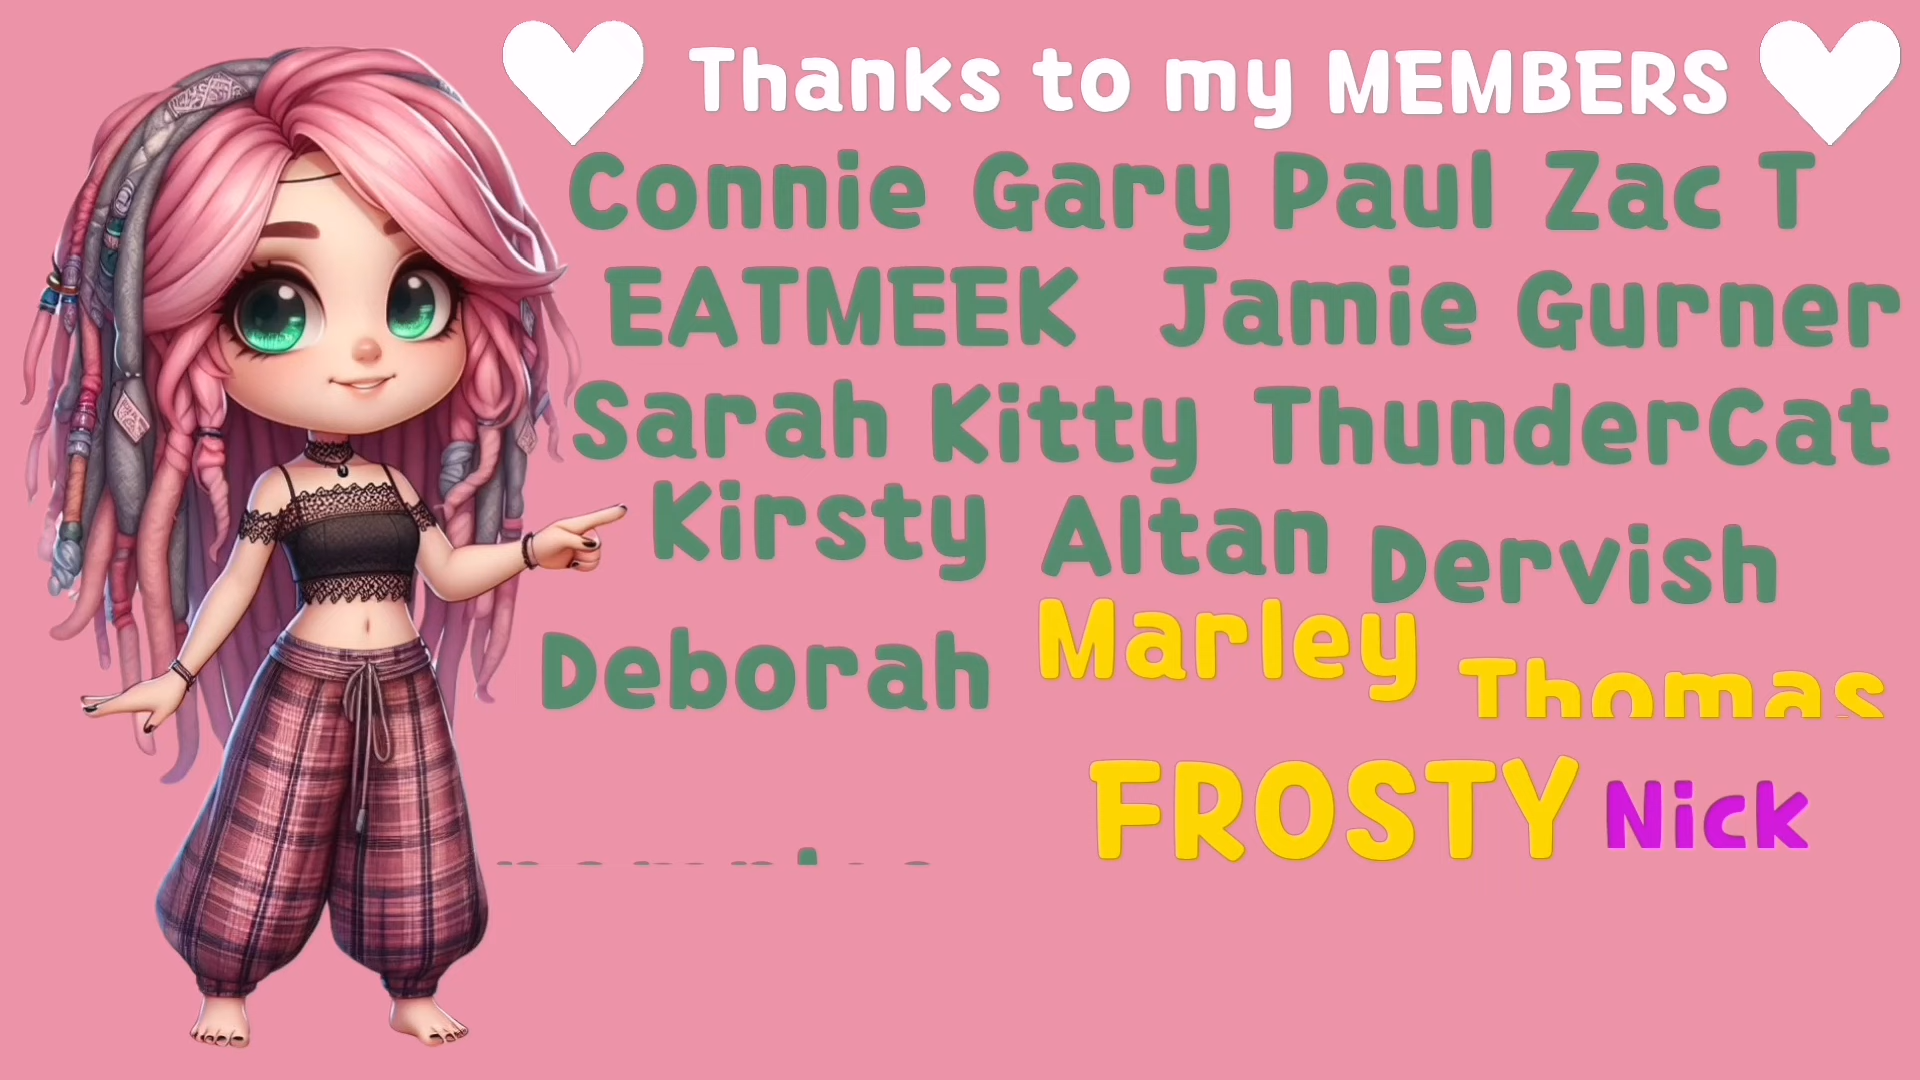 Thanks to my MEMBERS
Connie Gary Paul Zac T
EATMEEK Jamie Gurner
Sarah Kitty ThunderCat
Kirsty Altan Dervish
Deborah Marley Thomas
FROSTY Nick